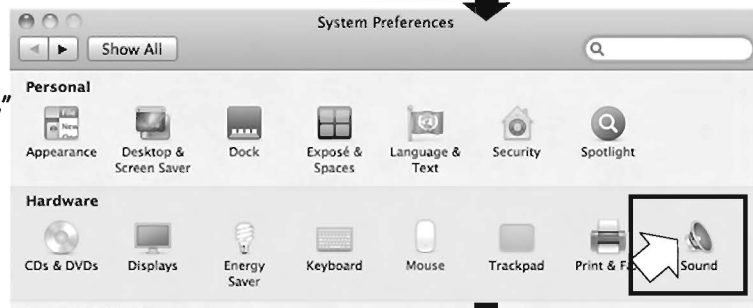 System Preferences
Show All
Personal
Appearance
Desktop &
Screen Saver
Dock
Exposé &
Spaces
Language &
Text
Security
Spotlight
Hardware
CDs & DVDs
Displays
Energy
Saver
Keyboard
Mouse
Trackpad
Print &
Sound